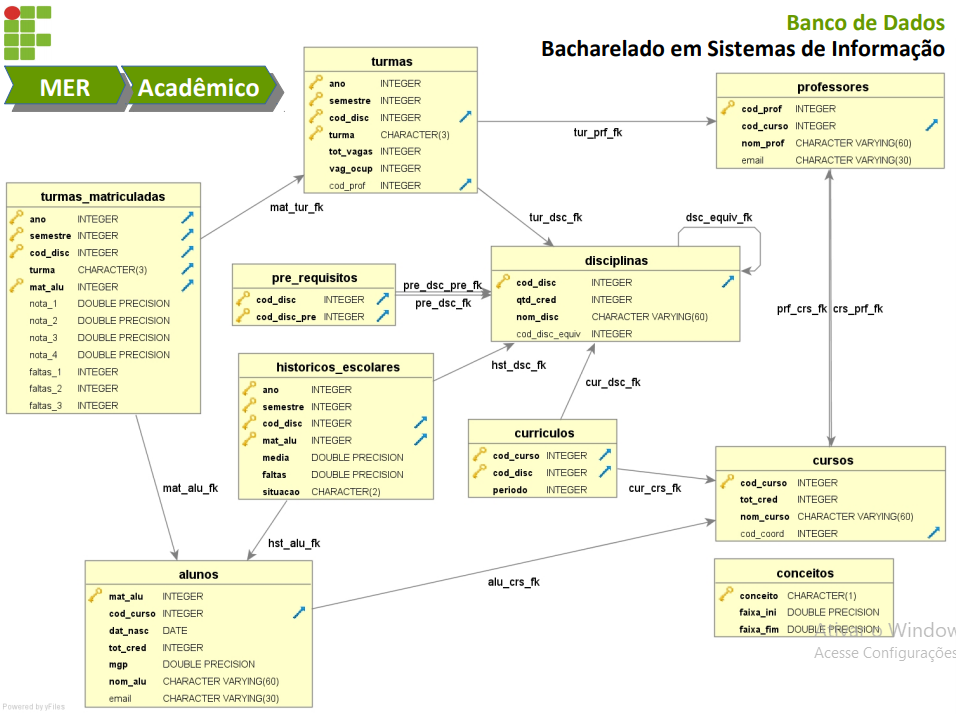 Banco de Dados
Bacharelado em Sistemas de Informação
MER
Acadêmico
turmas
ano INTEGER
semestre INTEGER
cod_disc INTEGER
turma CHARACTER(3)
tot_vagas INTEGER
vag_ocup INTEGER
cod_prof INTEGER
professores
cod_prof INTEGER
cod_curso INTEGER
nom_prof CHARACTER VARYING(60)
email CHARACTER VARYING(30)
tur_prf_fk
turmas_matriculadas
ano INTEGER
semestre INTEGER
cod_disc INTEGER
turma CHARACTER(3)
mat_alu INTEGER
nota_1 DOUBLE PRECISION
nota_2 DOUBLE PRECISION
nota_3 DOUBLE PRECISION
nota_4 DOUBLE PRECISION
faltas_1 INTEGER
faltas_2 INTEGER
faltas_3 INTEGER
mat_tur_fk
tur_dsc_fk
dsc_equiv_fk
disciplinas
cod_disc INTEGER
qtd_cred INTEGER
nom_disc CHARACTER VARYING(60)
cod_disc_equiv INTEGER
pre_requisitos
cod_disc INTEGER
cod_disc_pre INTEGER
pre_dsc_pre_fk
pre_dsc_fk
prf_crs_fk
crs_prf_fk
historicos_escolares
ano INTEGER
semestre INTEGER
cod_disc INTEGER
mat_alu INTEGER
media DOUBLE PRECISION
faltas DOUBLE PRECISION
situacao CHARACTER(2)
hst_dsc_fk
cur_dsc_fk
curriculos
cod_curso INTEGER
cod_disc INTEGER
periodo INTEGER
cur_crs_fk
cursos
cod_curso INTEGER
tot_cred INTEGER
nom_curso CHARACTER VARYING(60)
cod_coord INTEGER
mat_alu_fk
hst_alu_fk
alu_crs_fk
alunos
mat_alu INTEGER
cod_curso INTEGER
dat_nasc DATE
tot_cred INTEGER
mgp DOUBLE PRECISION
nom_alu CHARACTER VARYING(60)
email CHARACTER VARYING(30)
conceitos
conceito CHARACTER(1)
faixa_ini DOUBLE PRECISION
faixa_fim DOUBLE PRECISION
Ativar o Window
Acesse Configurações
Powered by yFiles